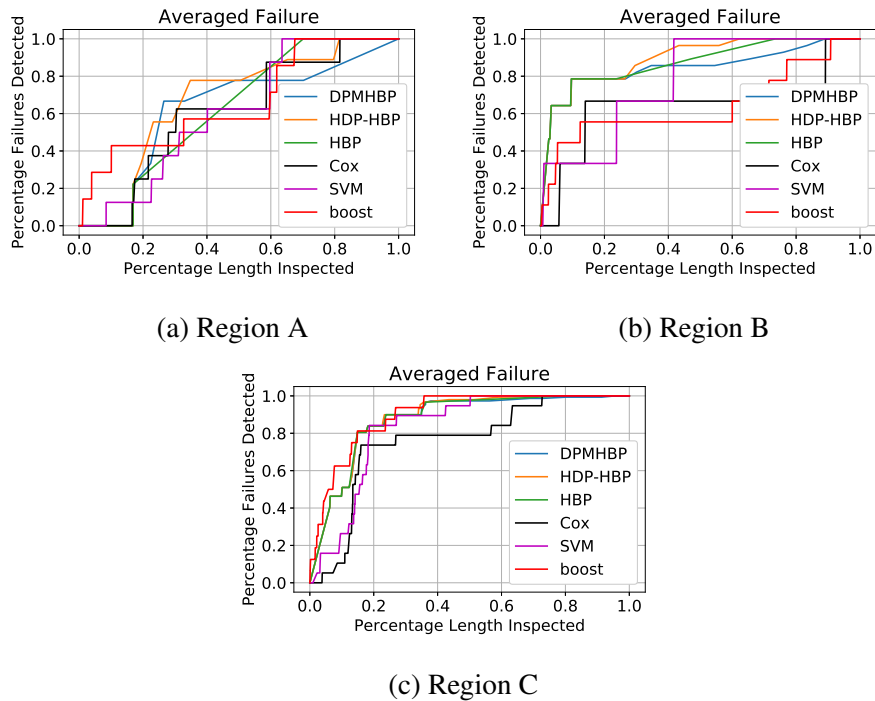 Averaged Failure
Percentage Failures Detected
1.0
0.8
0.6
0.4
0.2
0.0
DPMHBP
HDP-HBP
HBP
Cox
SVM
boost
0.0 0.2 0.4 0.6 0.8 1.0
Percentage Length Inspected
(a) Region A
Averaged Failure
Percentage Failures Detected
1.0
0.8
0.6
0.4
0.2
0.0
DPMHBP
HDP-HBP
HBP
Cox
SVM
boost
0.0 0.2 0.4 0.6 0.8 1.0
Percentage Length Inspected
(b) Region B
Averaged Failure
Percentage Failures Detected
1.0
0.8
0.6
0.4
0.2
0.0
DPMHBP
HDP-HBP
HBP
Cox
SVM
boost
0.0 0.2 0.4 0.6 0.8 1.0
Percentage Length Inspected
(c) Region C